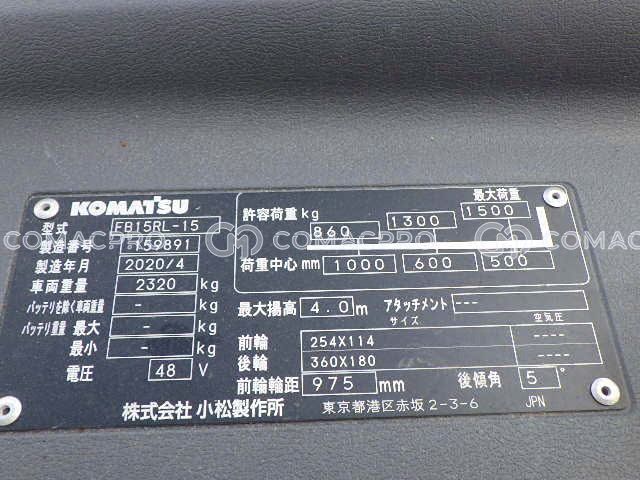 KOMATSU
型式 FB15RL-15
製造番号 159891
製造年月 2020/4
車両重量 2320 kg
バッテリを除く車両重量 - kg
バッテリ重量 最大 - kg
最小 - kg
電圧 48 V
許容荷重 kg 最大荷重
860 1300 1500
荷重中心 mm 1000 600 500
最大揚高 4.0 m アタッチメント ---
サイズ 空気圧
前輪 254X114 ----
後輪 360X180 ----
前輪輪距 975 mm 後傾角 5 °
株式会社 小松製作所 東京都港区赤坂 2-3-6 JPN
COMACPRO COMACPRO COMACPRO